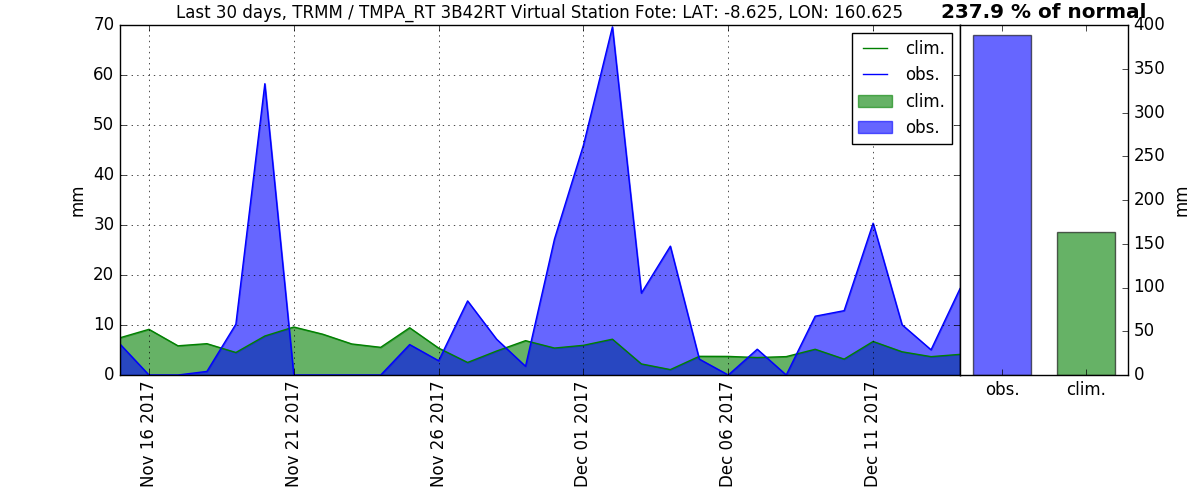 Last 30 days, TRMM / TMPA_RT 3B42RT Virtual Station Fote: LAT: -8.625, LON: 160.625
237.9 % of normal
mm
70
60
50
40
30
20
10
0
clim.
obs.
clim.
obs.
Nov 16 2017
Nov 21 2017
Nov 26 2017
Dec 01 2017
Dec 06 2017
Dec 11 2017
400
350
300
250
200
150
100
50
0
mm
obs.
clim.